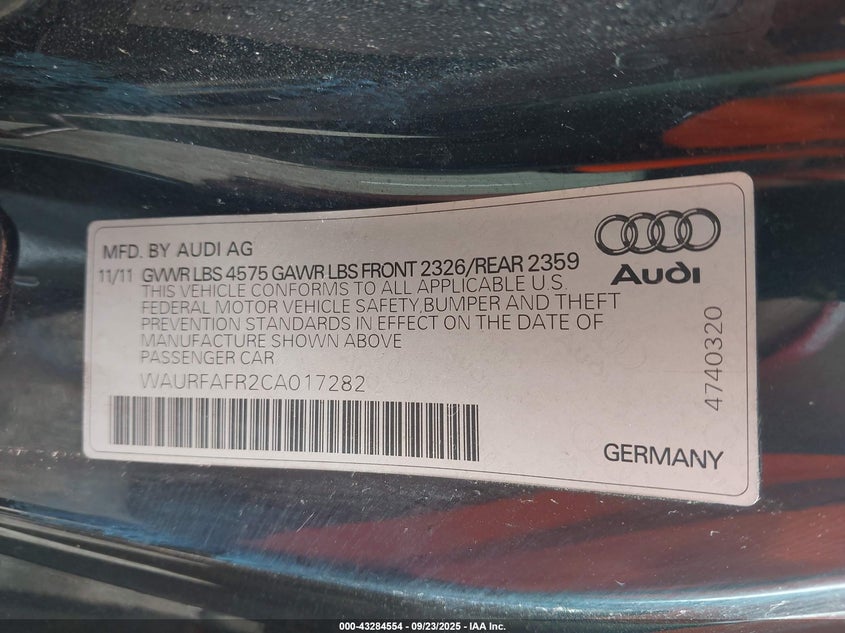 MFD. BY AUDI AG
11/11 GVWR LBS 4575 GAWR LBS FRONT 2326/REAR 2359
THIS VEHICLE CONFORMS TO ALL APPLICABLE U.S.
FEDERAL MOTOR VEHICLE SAFETY,BUMPER AND THEFT
PREVENTION STANDARDS IN EFFECT ON THE DATE OF
MANUFACTURE SHOWN ABOVE
PASSENGER CAR
WAURFAFR2CA017282
Audi
4740320
GERMANY
000-43284554 - 09/23/2025 - IAA Inc.